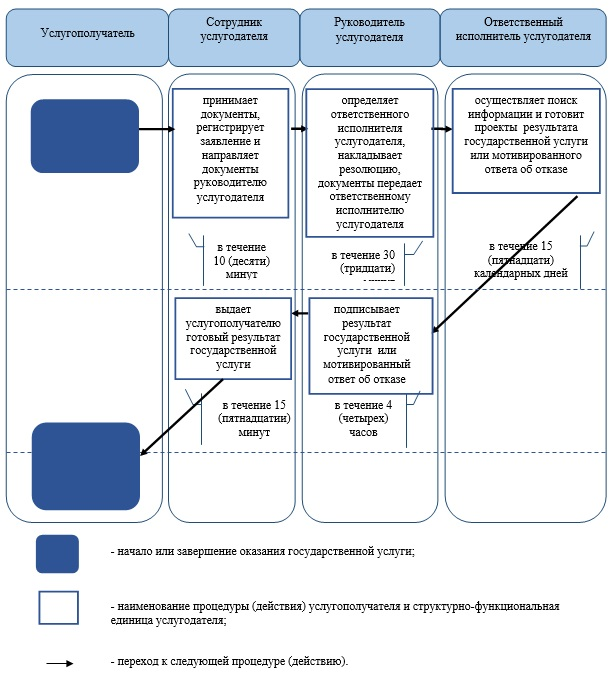 Услугополучатель
Сотрудник
услугодателя
Руководитель
услугодателя
Ответственный
исполнитель услугодателя
принимает
документы,
регистрирует
заявление и
направляет
документы
руководителю
услугодателя
определяет
ответственного
исполнителя
услугодателя,
накладывает
резолюцию,
документы передает
ответственному
исполнителю
услугодателя
осуществляет поиск
информации и готовит
проекты результата
государственной услуги
или мотивированного
ответа об отказе
в течение
10 (десяти)
минут
в течение 30
(тридцати)
в течение 15
(пятнадцати)
календарных дней
выдает
услугополучателю
готовый результат
государственной
услуги
подписывает
результат
государственной
услуги или
мотивированный
ответ об отказе
в течение 15
(пятнадцатии)
минут
в течение 4
(четырех)
часов
- начало или завершение оказания государственной услуги;
- наименование процедуры (действия) услугополучателя и структурно-функциональная
единица услугодателя;
- переход к следующей процедуре (действию).